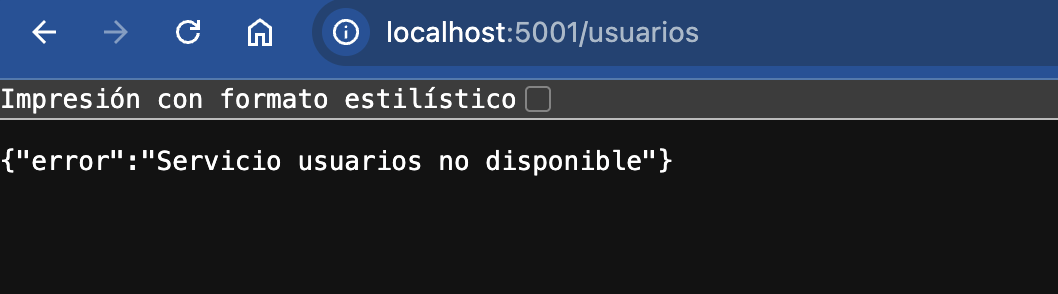 localhost:5001/usuarios
Impresión con formato estilístico
{"error":"Servicio usuarios no disponible"}